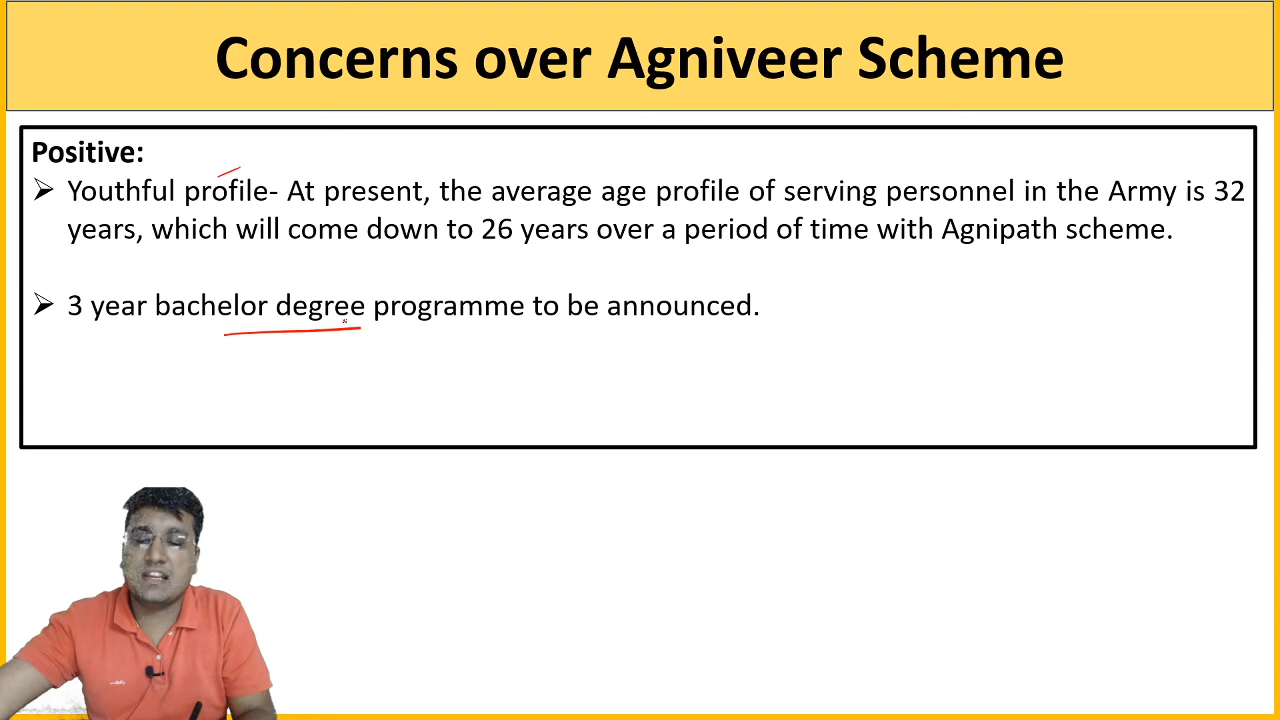 Concerns over Agniveer Scheme
Positive:
➢ Youthful profile- At present, the average age profile of serving personnel in the Army is 32
years, which will come down to 26 years over a period of time with Agnipath scheme.
➢ 3 year bachelor degree programme to be announced.